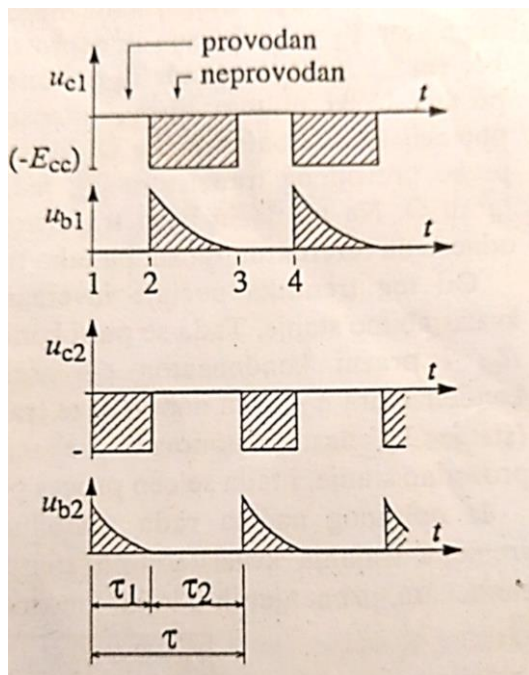 provodan
neprovodan
uc1
t
(-Ecc)
ub1
t
1 2 3 4
uc2
t
-
ub2
t
τ1 τ2
τ